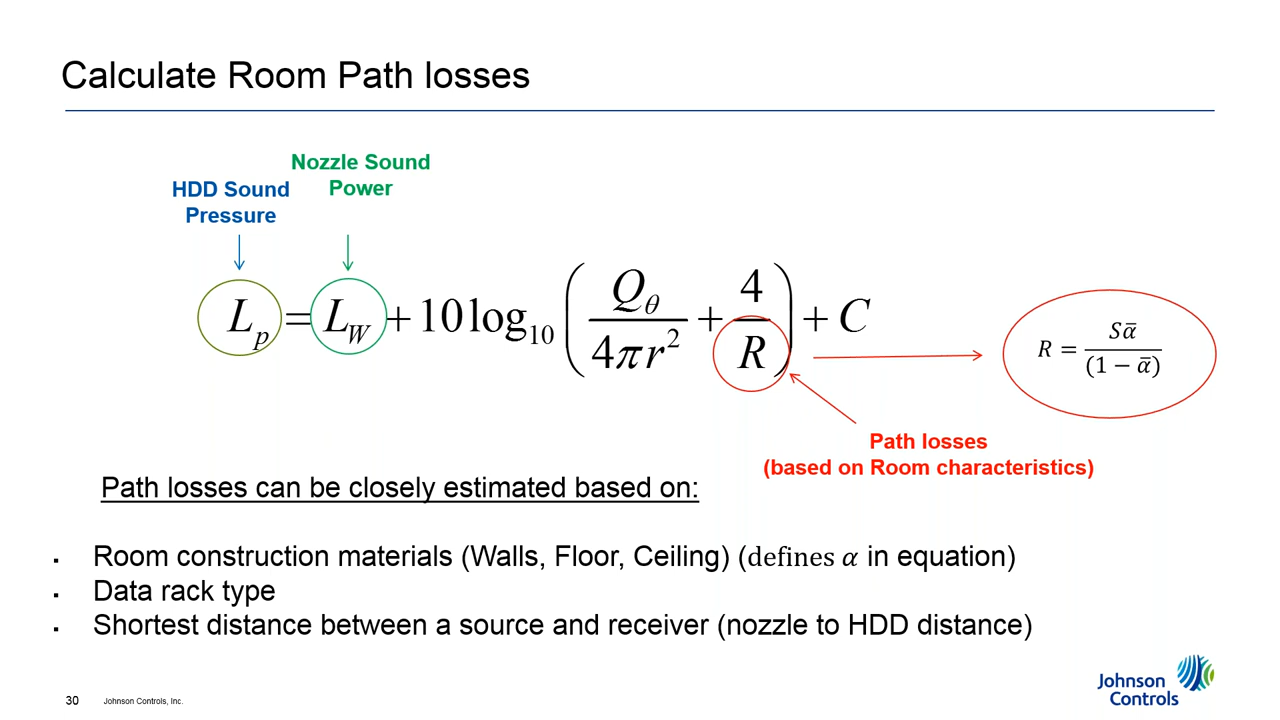 Calculate Room Path losses
Nozzle Sound
Power
HDD Sound
Pressure
L_p = L_W + 10 log_10 ( Q_θ / 4πr² + 4 / R ) + C
R = Sᾱ / (1 − ᾱ)
Path losses
(based on Room characteristics)
Path losses can be closely estimated based on:
▪ Room construction materials (Walls, Floor, Ceiling) (defines α in equation)
▪ Data rack type
▪ Shortest distance between a source and receiver (nozzle to HDD distance)
30 Johnson Controls, Inc.
Johnson
Controls